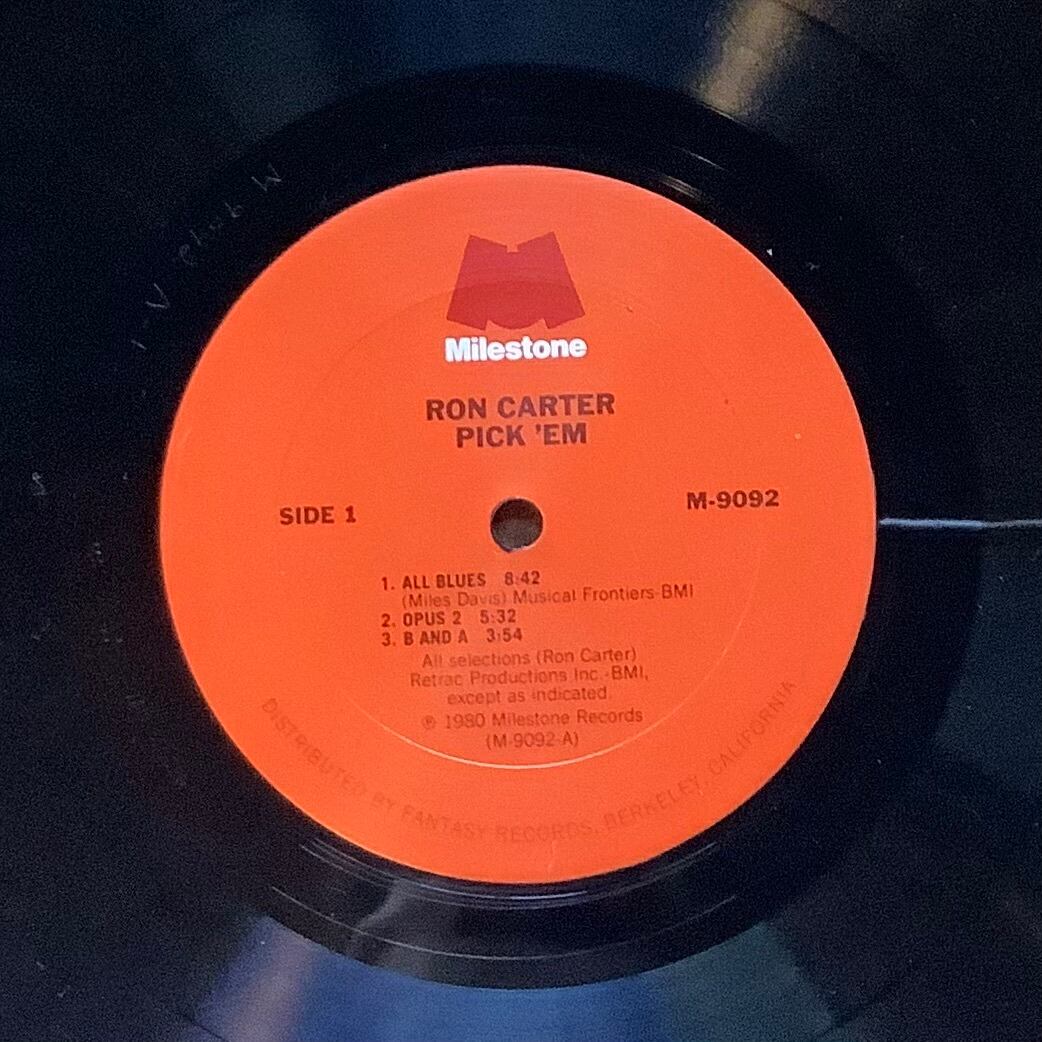 Milestone
RON CARTER
PICK 'EM
SIDE 1
M-9092
1. ALL BLUES 8:42
(Miles Davis) Musical Frontiers-BMI
2. OPUS 2 5:32
3. B AND A 3:54
All selections (Ron Carter)
Retrac Productions Inc.-BMI,
except as indicated.
℗ 1980 Milestone Records
(M-9092-A)
DISTRIBUTED BY FANTASY RECORDS, BERKELEY, CALIFORNIA